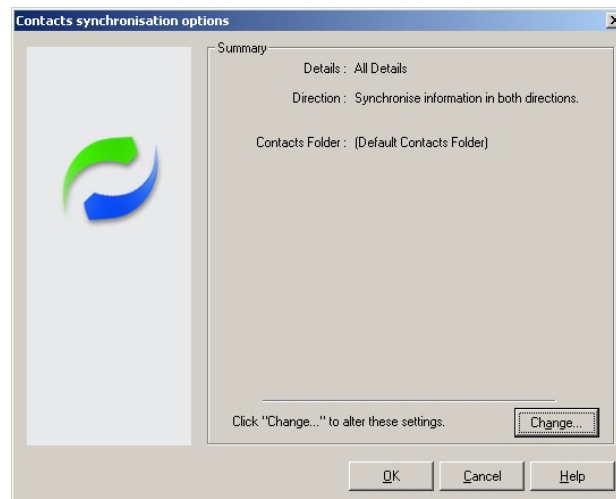 Contacts synchronisation options
Summary
Details : All Details
Direction : Synchronise information in both directions.
Contacts Folder : (Default Contacts Folder)
Click "Change..." to alter these settings.
Change...
OK
Cancel
Help